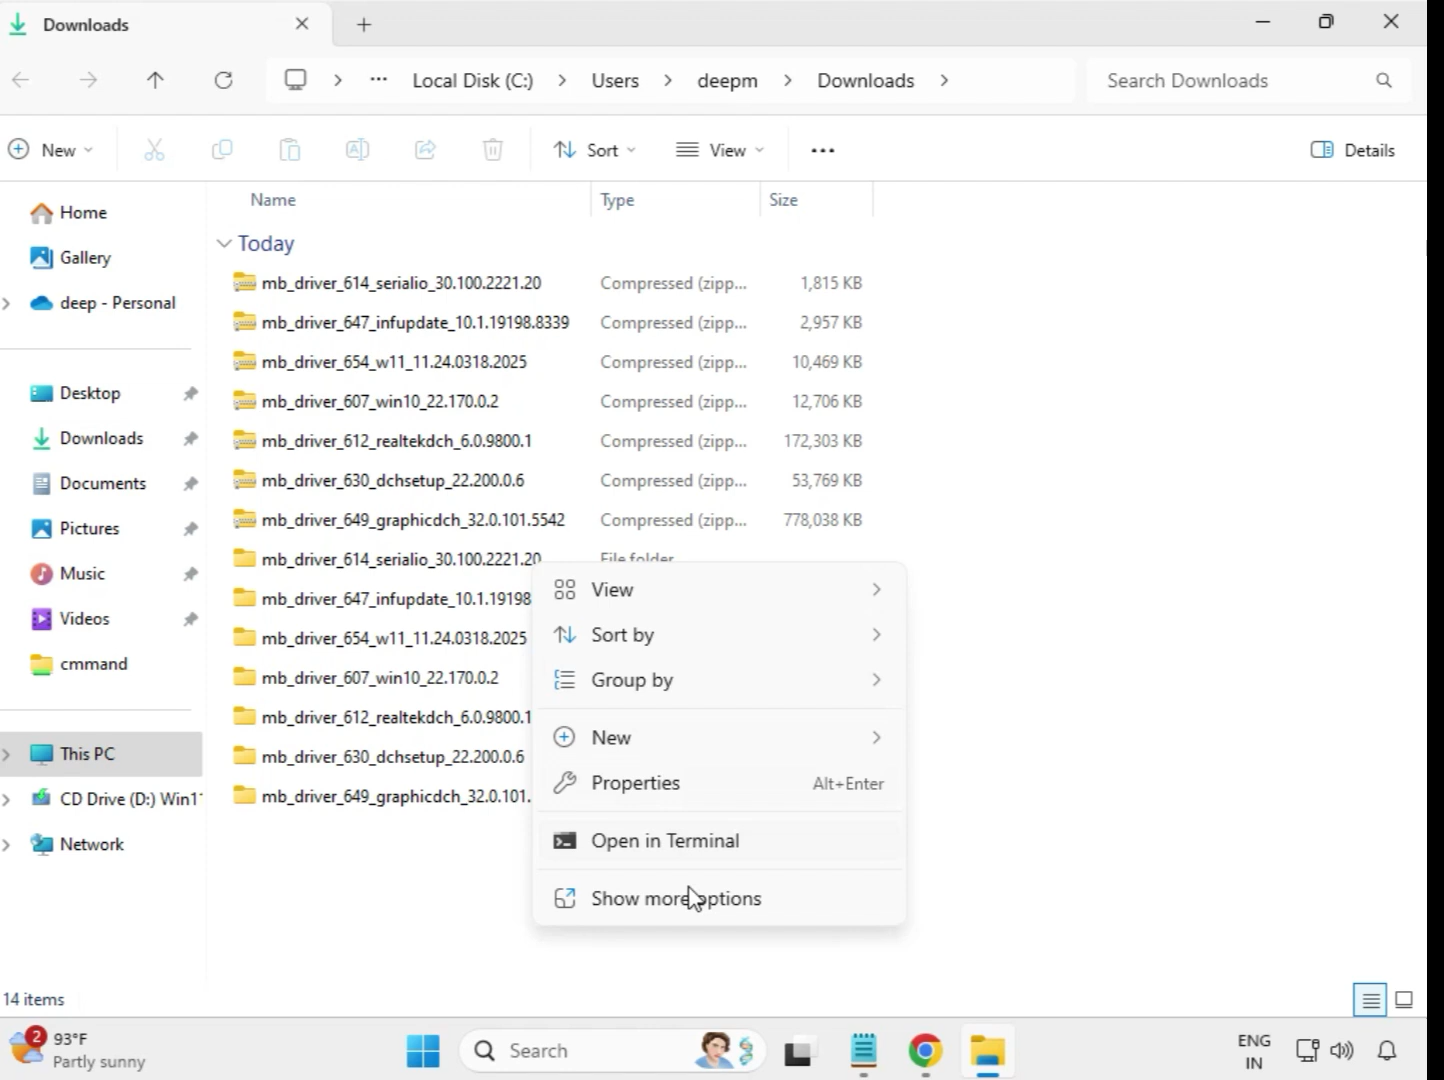 Downloads
Local Disk (C:) Users deepm Downloads Search Downloads
New Sort View Details
Name Type Size
Home
Gallery
deep - Personal
Desktop
Downloads
Documents
Pictures
Music
Videos
cmmand
This PC
CD Drive (D:) Win1
Network
Today
mb_driver_614_serialio_30.100.2221.20 Compressed (zipp... 1,815 KB
mb_driver_647_infupdate_10.1.19198.8339 Compressed (zipp... 2,957 KB
mb_driver_654_w11_11.24.0318.2025 Compressed (zipp... 10,469 KB
mb_driver_607_win10_22.170.0.2 Compressed (zipp... 12,706 KB
mb_driver_612_realtekdch_6.0.9800.1 Compressed (zipp... 172,303 KB
mb_driver_630_dchsetup_22.200.0.6 Compressed (zipp... 53,769 KB
mb_driver_649_graphicdch_32.0.101.5542 Compressed (zipp... 778,038 KB
mb_driver_614_serialio_30.100.2221.20 File folder
mb_driver_647_infupdate_10.1.19198
mb_driver_654_w11_11.24.0318.2025
mb_driver_607_win10_22.170.0.2
mb_driver_612_realtekdch_6.0.9800.1
mb_driver_630_dchsetup_22.200.0.6
mb_driver_649_graphicdch_32.0.101.
View
Sort by
Group by
New
Properties Alt+Enter
Open in Terminal
Show more options
14 items
2
93°F
Partly sunny
Search
ENG
IN